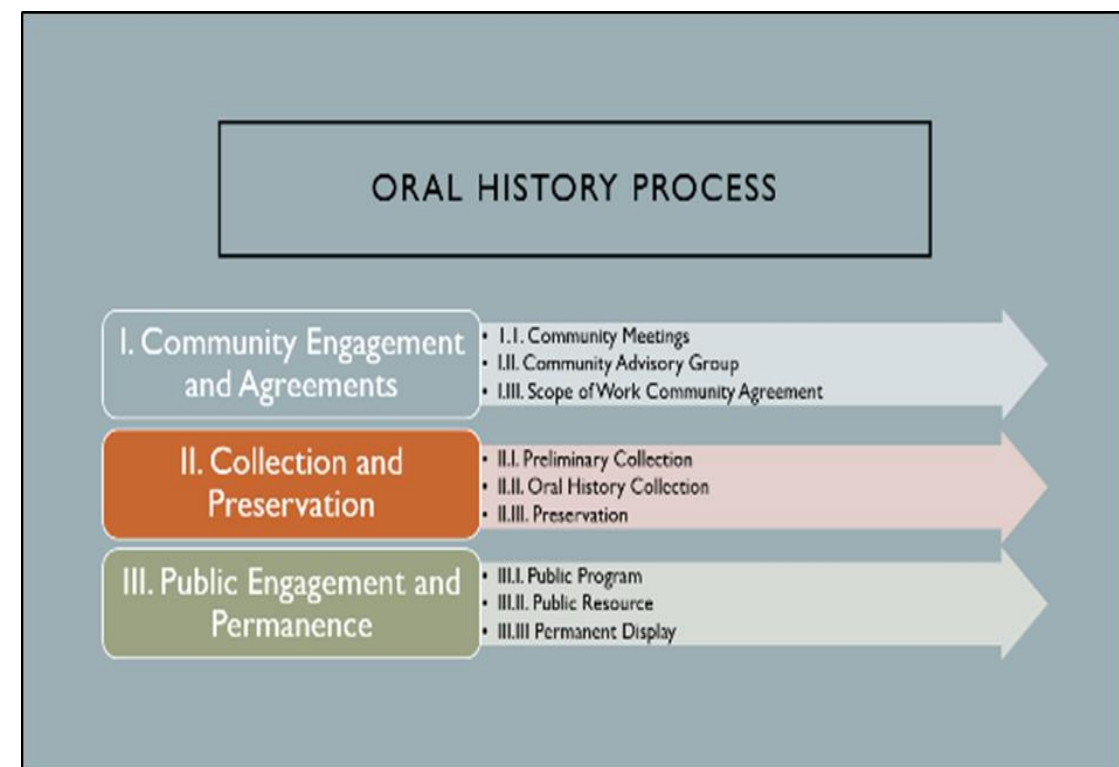 ORAL HISTORY PROCESS
I. Community Engagement
and Agreements
• I.I. Community Meetings
• I.II. Community Advisory Group
• I.III. Scope of Work Community Agreement
II. Collection and
Preservation
• II.I. Preliminary Collection
• II.II. Oral History Collection
• II.III. Preservation
III. Public Engagement and
Permanence
• III.I. Public Program
• III.II. Public Resource
• III.III Permanent Display